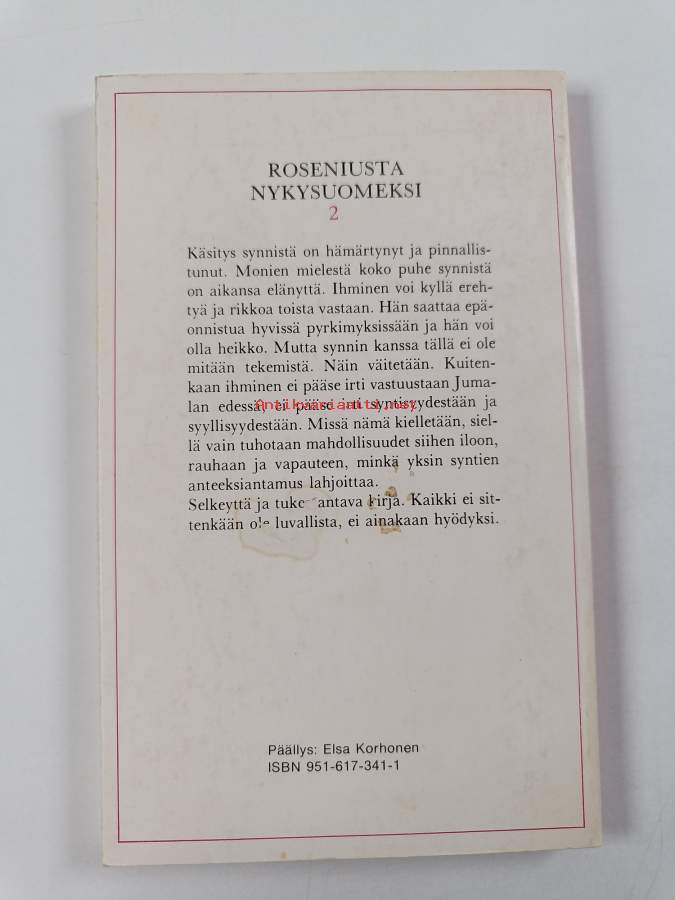 ROSENIUSTA
NYKYSUOMEKSI
2
Käsitys synnistä on hämärtynyt ja pinnallis-
tunut. Monien mielestä koko puhe synnistä
on aikansa elänyttä. Ihminen voi kyllä ereh-
tyä ja rikkoa toista vastaan. Hän saattaa epä-
onnistua hyvissä pyrkimyksissään ja hän voi
olla heikko. Mutta synnin kanssa tällä ei ole
mitään tekemistä. Näin väitetään. Kuiten-
kaan ihminen ei pääse irti vastuustaan Juma-
lan edessä, ei pääse irti syntisyydestään ja
Antikvariaatti.net
syyllisyydestään. Missä nämä kielletään, siel-
lä vain tuhotaan mahdollisuudet siihen iloon,
rauhaan ja vapauteen, minkä yksin syntien
anteeksiantamus lahjoittaa.
Selkeyttä ja tukea antava kirja. Kaikki ei sit-
tenkään ole luvallista, ei ainakaan hyödyksi.
Päällys: Elsa Korhonen
ISBN 951-617-341-1